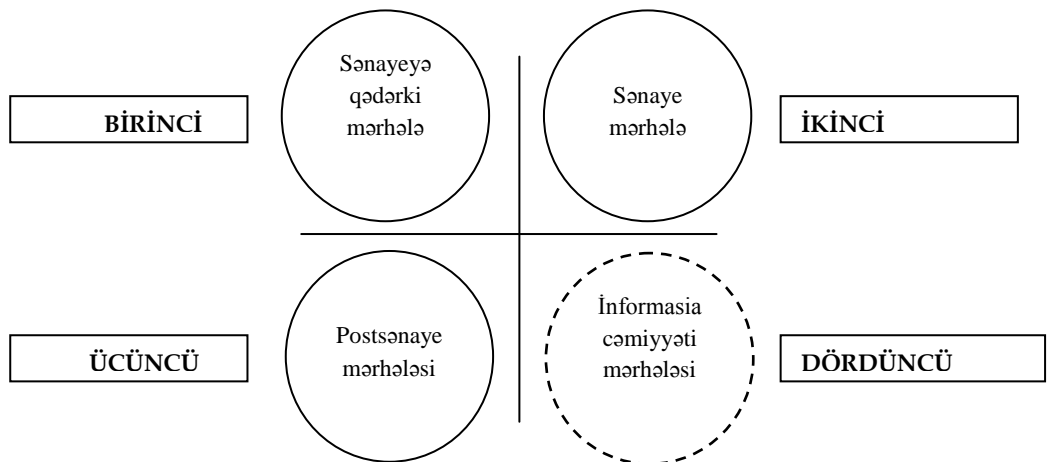 BİRİNCİ
Sənayeyə
qədərki
mərhələ
Sənaye
mərhələ
İKİNCİ
ÜCÜNCÜ
Postsənaye
mərhələsi
İnformasia
cəmiyyəti
mərhələsi
DÖRDÜNCÜ